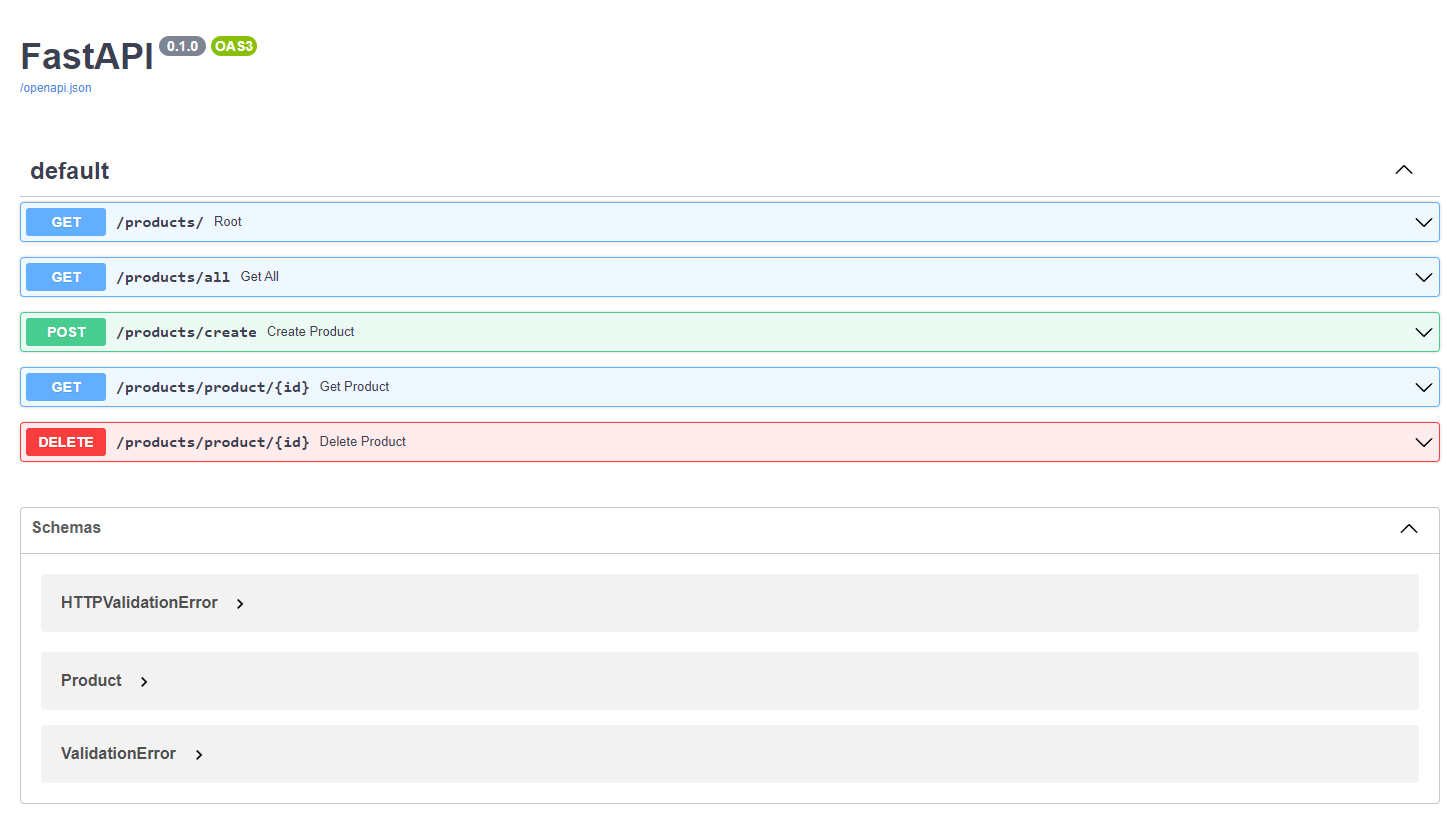 FastAPI 0.1.0 OAS3
/openapi.json
default
GET /products/ Root
GET /products/all Get All
POST /products/create Create Product
GET /products/product/{id} Get Product
DELETE /products/product/{id} Delete Product
Schemas
HTTPValidationError
Product
ValidationError